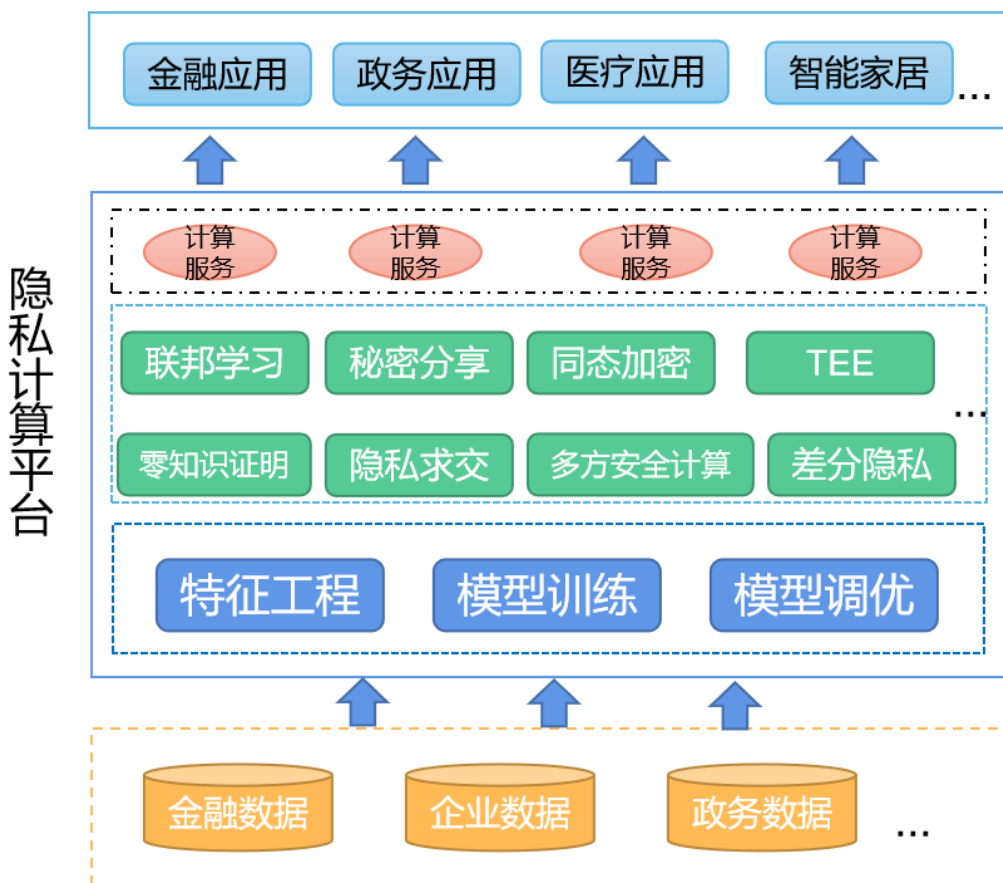 金融应用 政务应用 医疗应用 智能家居 ...
计算 计算 计算 计算
服务 服务 服务 服务
隐私计算平台
联邦学习 秘密分享 同态加密 TEE
...
零知识证明 隐私求交 多方安全计算 差分隐私
特征工程 模型训练 模型调优
金融数据 企业数据 政务数据 ...